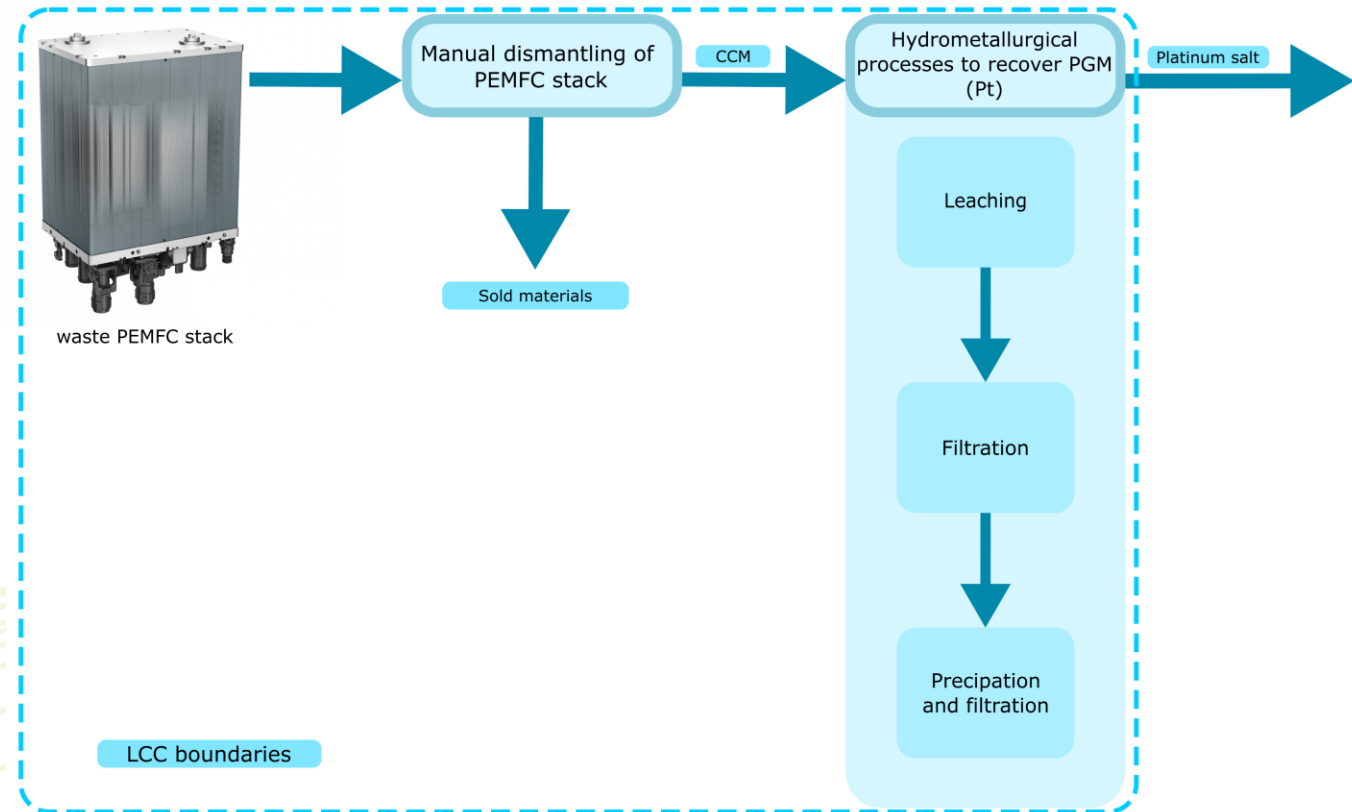 Manual dismantling of
PEMFC stack
CCM
Hydrometallurgical
processes to recover PGM
(Pt)
Platinum salt
Leaching
Sold materials
waste PEMFC stack
Filtration
Precipation
and filtration
LCC boundaries